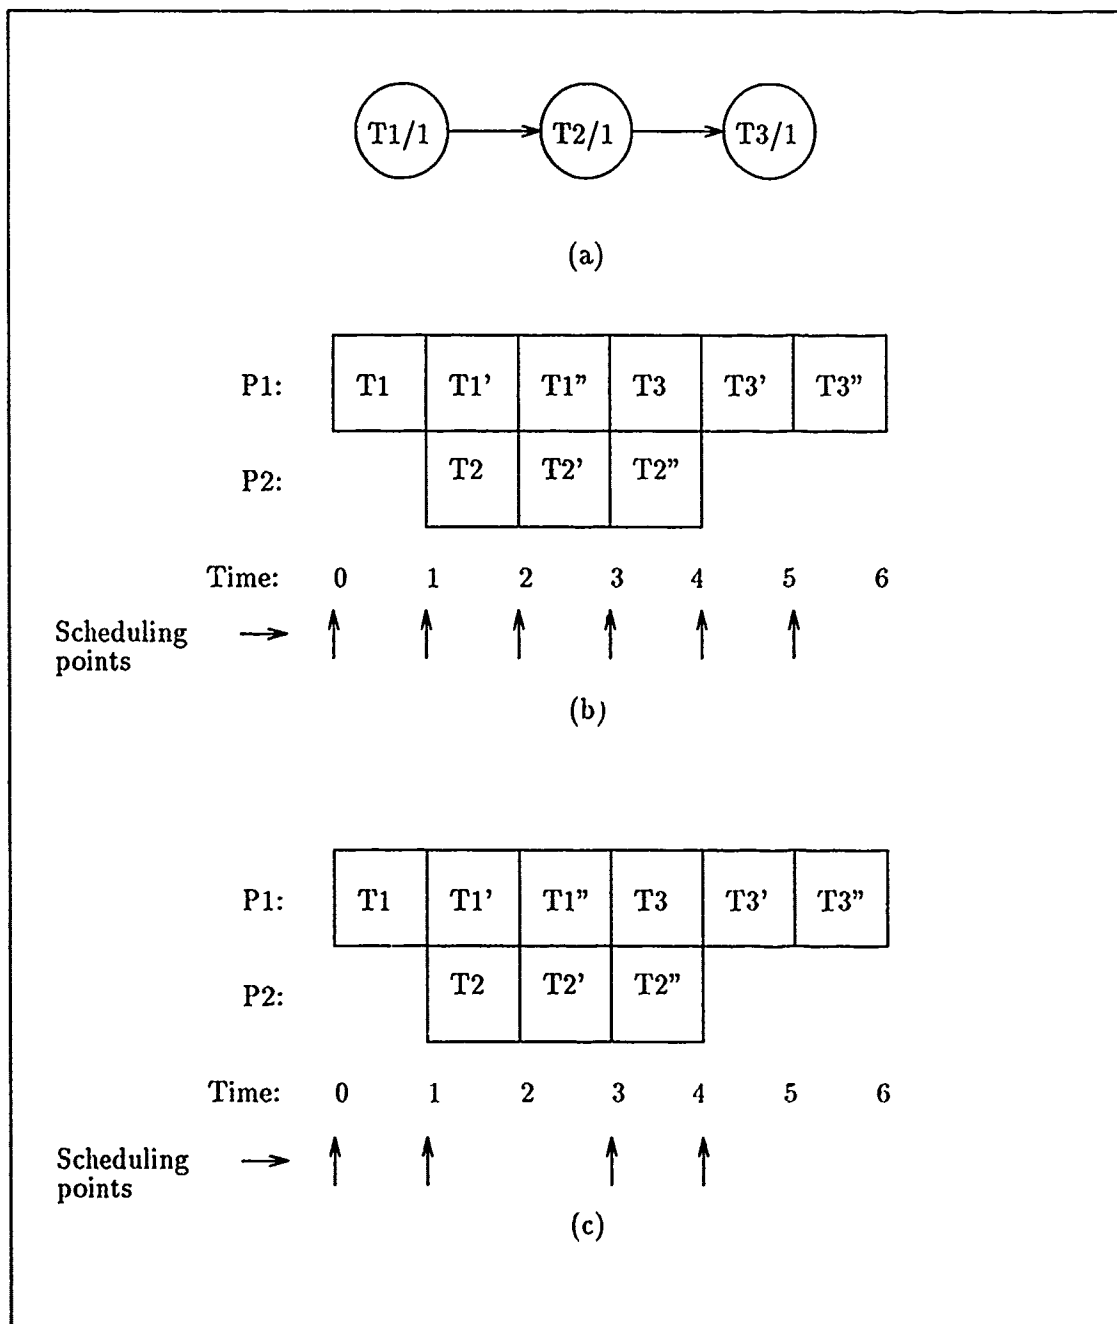 T1/1 T2/1 T3/1
(a)
P1: T1 T1' T1" T3 T3' T3"
P2: T2 T2' T2"
Time: 0 1 2 3 4 5 6
Scheduling
points
(b)
P1: T1 T1' T1" T3 T3' T3"
P2: T2 T2' T2"
Time: 0 1 2 3 4 5 6
Scheduling
points
(c)